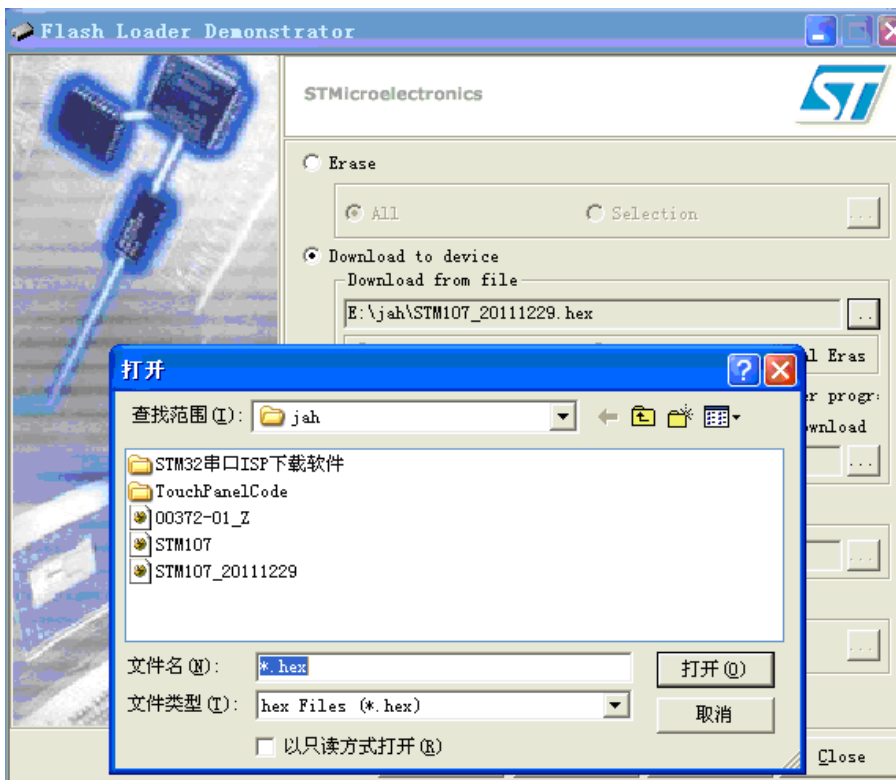 Flash Loader Demonstrator
STMicroelectronics
ST
Erase
All
Selection
...
Download to device
Download from file
E:\jah\STM107_20111229.hex
..
l Eras
er progr
wnload
...
...
...
打开
查找范围(I):
jah
STM32串口ISP下载软件
TouchPanelCode
00372-01_Z
STM107
STM107_20111229
文件名(N):
*.hex
打开(O)
文件类型(T):
hex Files (*.hex)
取消
以只读方式打开(R)
Close